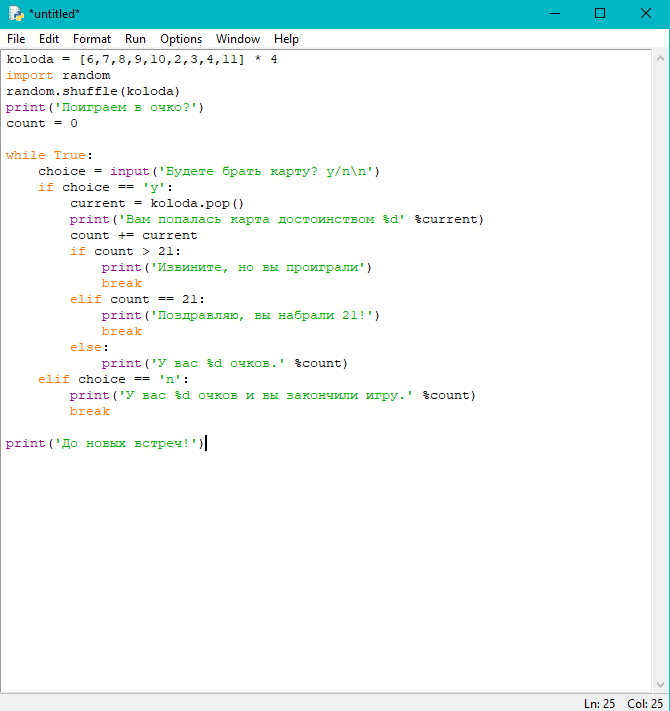 *untitled*
File Edit Format Run Options Window Help
koloda = [6,7,8,9,10,2,3,4,11] * 4
import random
random.shuffle(koloda)
print('Поиграем в очко?')
count = 0
while True:
    choice = input('Будете брать карту? y/n\n')
    if choice == 'y':
        current = koloda.pop()
        print('Вам попалась карта достоинством %d' %current)
        count += current
        if count > 21:
            print('Извините, но вы проиграли')
            break
        elif count == 21:
            print('Поздравляю, вы набрали 21!')
            break
        else:
            print('У вас %d очков.' %count)
    elif choice == 'n':
        print('У вас %d очков и вы закончили игру.' %count)
        break
print('До новых встреч!')
Ln: 25 Col: 25